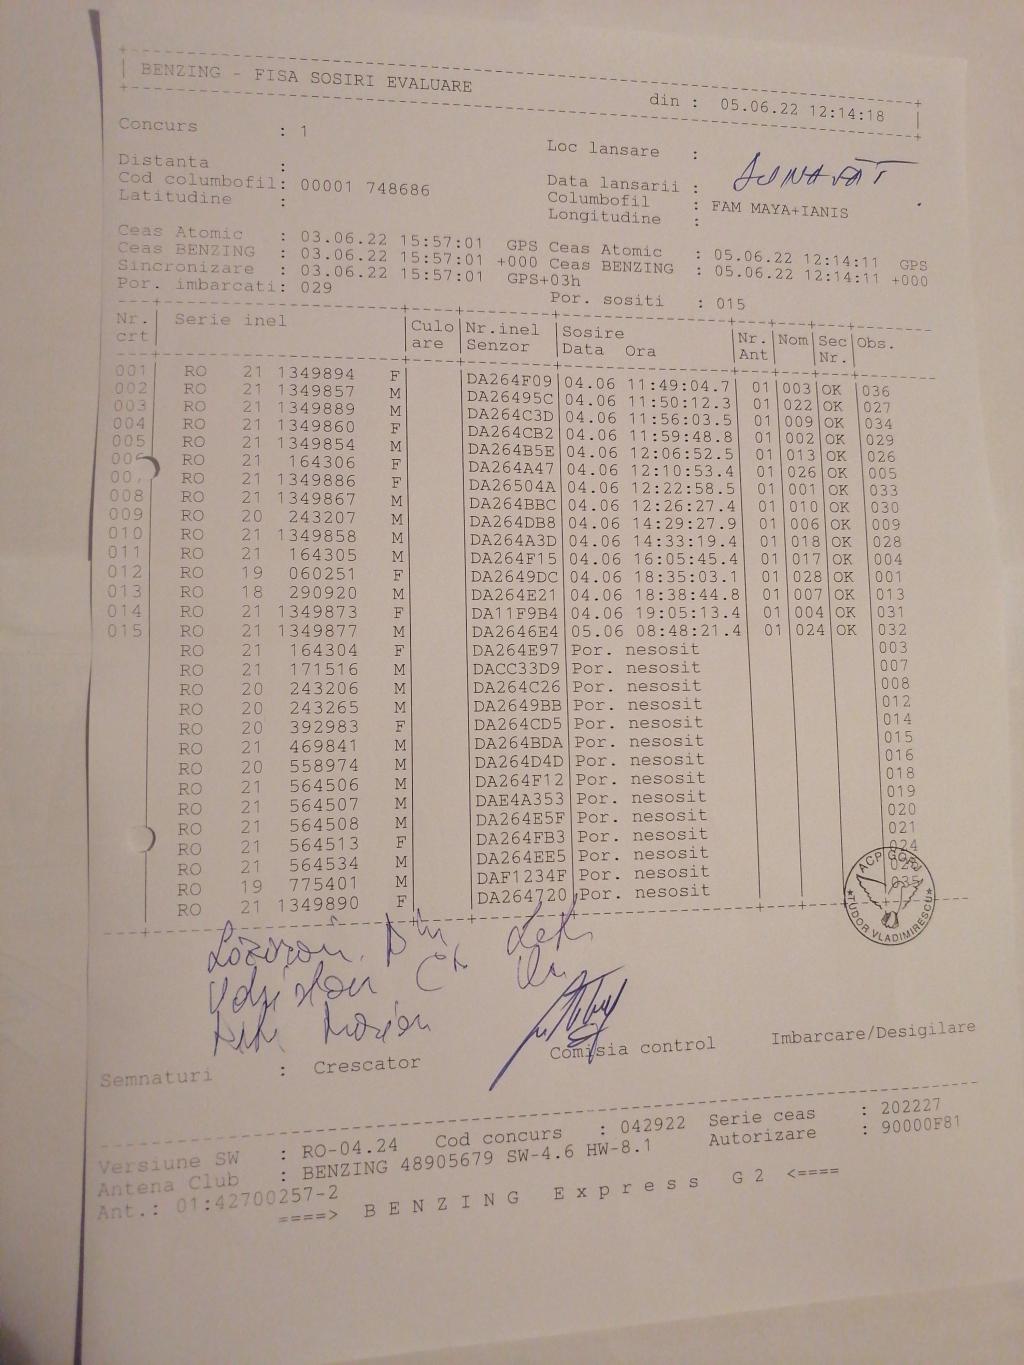 BENZING - FISA SOSIRI EVALUARE din : 05.06.22 12:14:18
Concurs : 1 Loc lansare :
Distanta :
Cod columbofil: 00001 748686 Data lansarii :
Latitudine : Columbofil : FAM MAYA+IANIS
Longitudine :
Ceas Atomic : 03.06.22 15:57:01 GPS Ceas Atomic : 05.06.22 12:14:11 GPS
Ceas BENZING : 03.06.22 15:57:01 +000 Ceas BENZING : 05.06.22 12:14:11 +000
Sincronizare : 03.06.22 15:57:01 GPS+03h
Por. imbarcati: 029 Por. sositi : 015
Nr. Serie inel Culo Nr.inel Sosire Nr. Nom Sec Obs.
crt are Senzor Data Ora Ant Nr.
001 RO 21 1349894 F DA264F09 04.06 11:49:04.7 01 003 OK 036
002 RO 21 1349857 M DA26495C 04.06 11:50:12.3 01 022 OK 027
003 RO 21 1349889 M DA264C3D 04.06 11:56:03.5 01 009 OK 034
004 RO 21 1349860 F DA264CB2 04.06 11:59:48.8 01 002 OK 029
005 RO 21 1349854 M DA264B5E 04.06 12:06:52.5 01 013 OK 026
RO 21 164306 F DA264A47 04.06 12:10:53.4 01 026 OK 005
RO 21 1349886 F DA26504A 04.06 12:22:58.5 01 001 OK 033
008 RO 21 1349867 M DA264BBC 04.06 12:26:27.4 01 010 OK 030
009 RO 20 243207 M DA264DB8 04.06 14:29:27.9 01 006 OK 009
010 RO 21 1349858 M DA264A3D 04.06 14:33:19.4 01 018 OK 028
011 RO 21 164305 M DA264F15 04.06 16:05:45.4 01 017 OK 004
012 RO 19 060251 F DA2649DC 04.06 18:35:03.1 01 028 OK 001
013 RO 18 290920 M DA264E21 04.06 18:38:44.8 01 007 OK 013
014 RO 21 1349873 F DA11F9B4 04.06 19:05:13.4 01 004 OK 031
015 RO 21 1349877 M DA2646E4 05.06 08:48:21.4 01 024 OK 032
RO 21 164304 F DA264E97 Por. nesosit 003
RO 21 171516 M DACC33D9 Por. nesosit 007
RO 20 243206 M DA264C26 Por. nesosit 008
RO 20 243265 M DA2649BB Por. nesosit 012
RO 20 392983 F DA264CD5 Por. nesosit 014
RO 21 469841 M DA264BDA Por. nesosit 015
RO 20 558974 M DA264D4D Por. nesosit 016
RO 21 564506 M DA264F12 Por. nesosit 018
RO 21 564507 M DAE4A353 Por. nesosit 019
RO 21 564508 M DA264E5F Por. nesosit 020
RO 21 564513 F DA264FB3 Por. nesosit 021
RO 21 564534 M DA264EE5 Por. nesosit 024
RO 19 775401 M DAF1234F Por. nesosit
RO 21 1349890 F DA264720 Por. nesosit 035
ACP GORJ
TUDOR VLADIMIRESCU
Semnaturi : Crescator Comisia control Imbarcare/Desigilare
Versiune SW : RO-04.24 Cod concurs : 042922 Serie ceas : 202227
Antena Club : BENZING 48905679 SW-4.6 HW-8.1 Autorizare : 90000F81
Ant.: 01:42700257-2
====> BENZING Express G2 <====